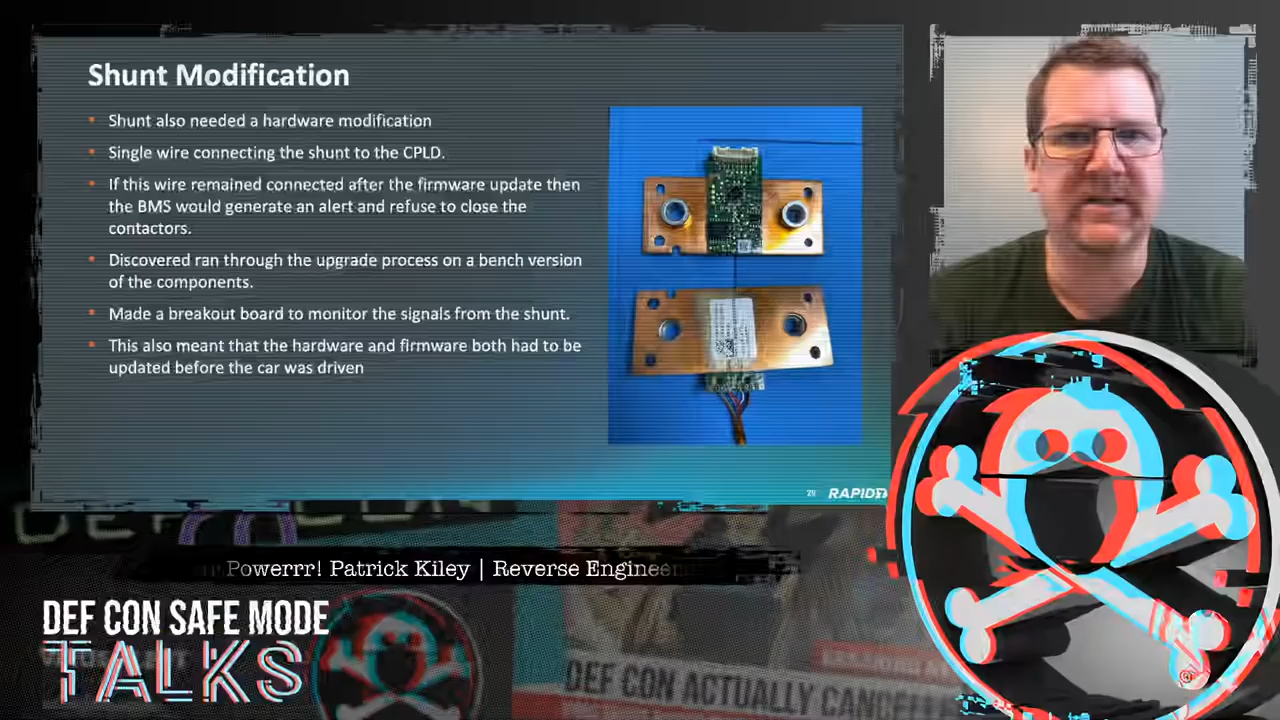 Shunt Modification
Shunt also needed a hardware modification
Single wire connecting the shunt to the CPLD.
If this wire remained connected after the firmware update then
the BMS would generate an alert and refuse to close the
contactors.
Discovered ran through the upgrade process on a bench version
of the components.
Made a breakout board to monitor the signals from the shunt.
This also meant that the hardware and firmware both had to be
updated before the car was driven
RAPID7
Powerrr! Patrick Kiley | Reverse Engineer
DEF CON SAFE MODE
TALKS
DEF CON
DEF CON ACTUALLY CANCELLE